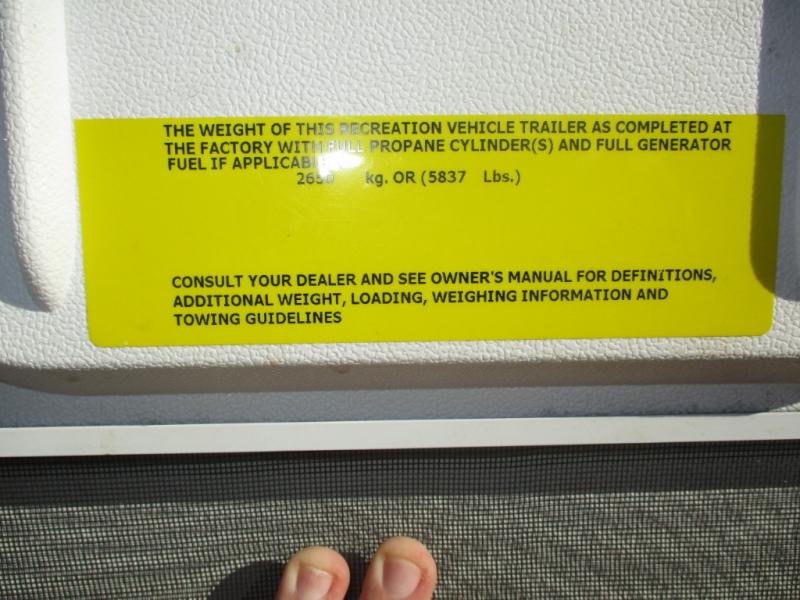 THE WEIGHT OF THIS RECREATION VEHICLE TRAILER AS COMPLETED AT
THE FACTORY WITH FULL PROPANE CYLINDER(S) AND FULL GENERATOR
FUEL IF APPLICABLE
kg. OR (5837 Lbs.)
CONSULT YOUR DEALER AND SEE OWNER'S MANUAL FOR DEFINITIONS,
ADDITIONAL WEIGHT, LOADING, WEIGHING INFORMATION AND
TOWING GUIDELINES